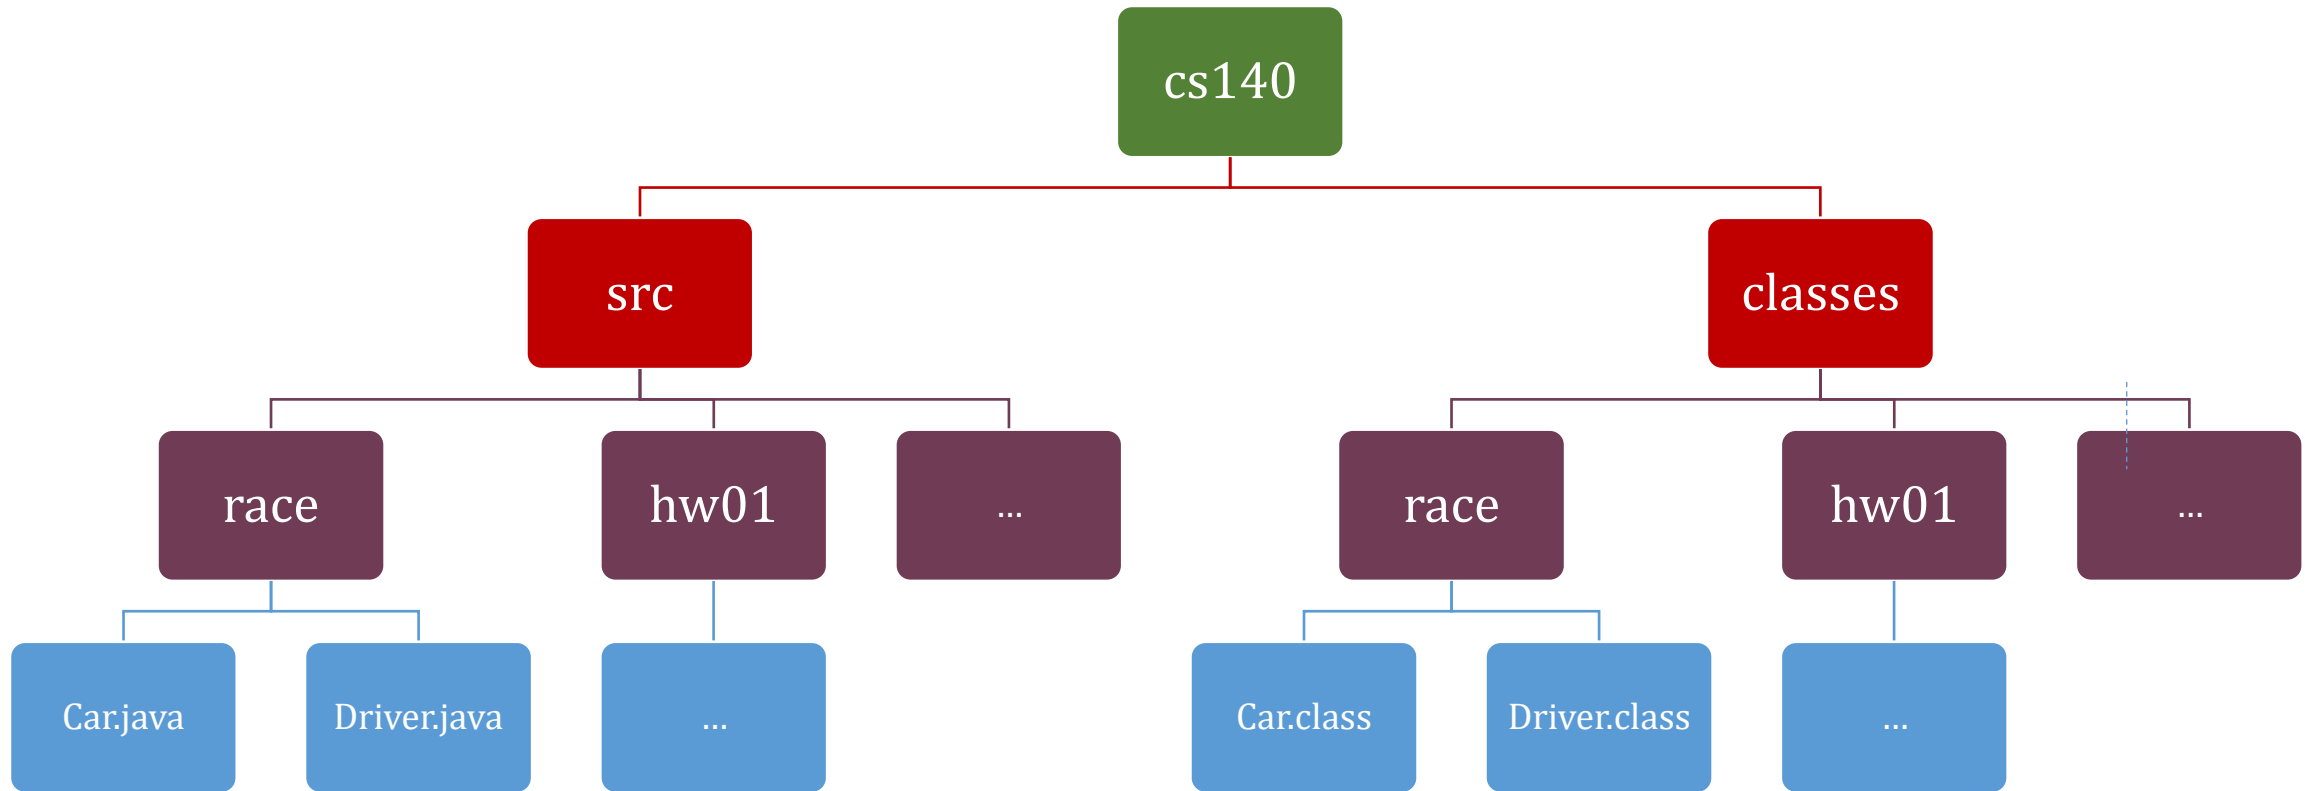 cs140
src
classes
race
hw01
...
race
hw01
...
Car.java
Driver.java
...
Car.class
Driver.class
...